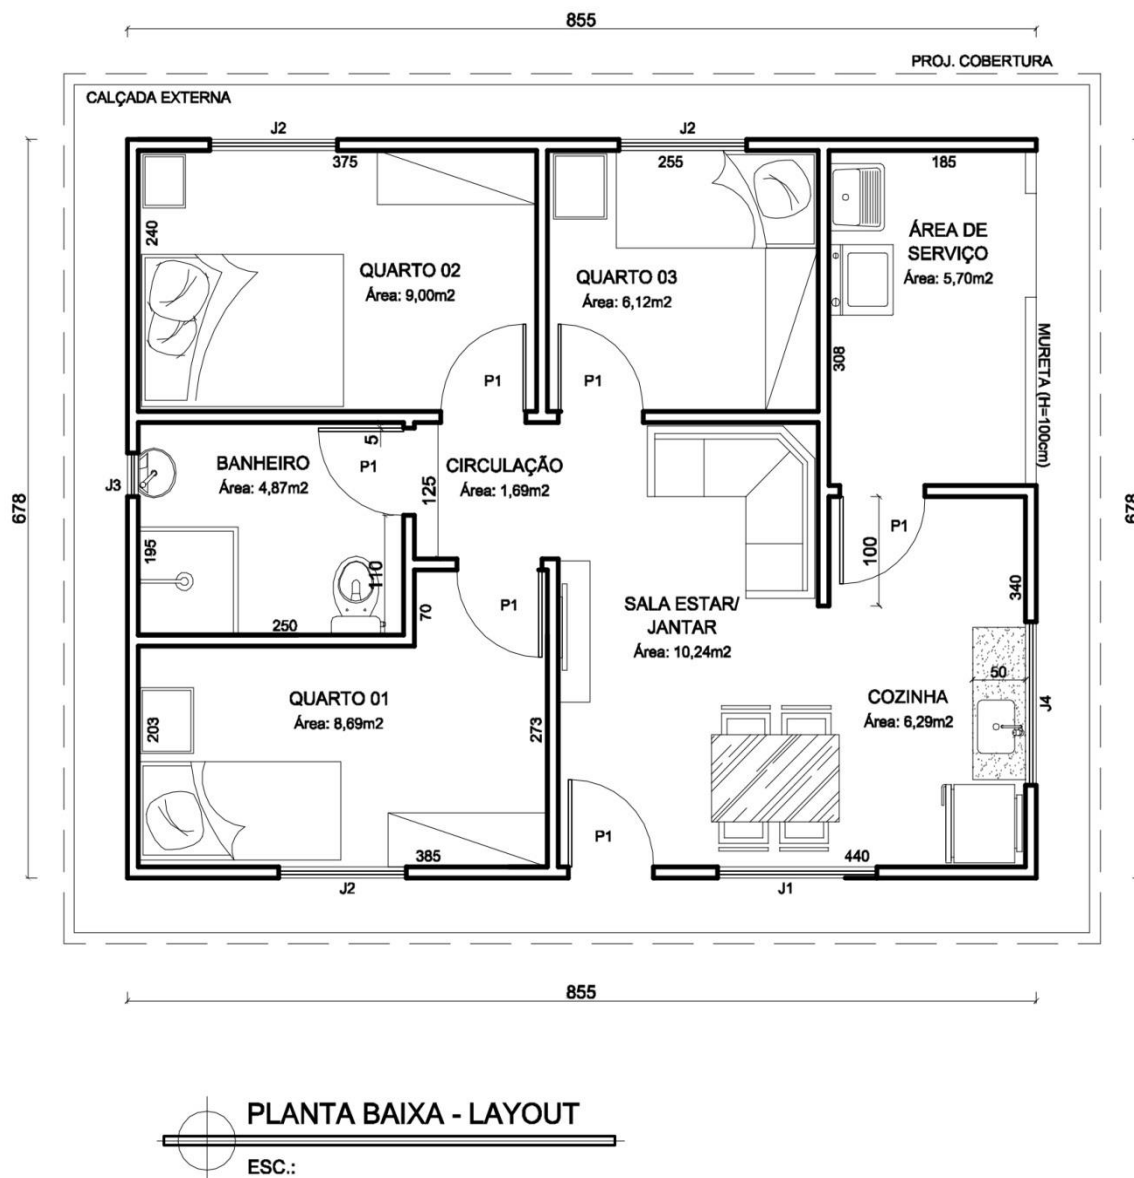 855
PROJ. COBERTURA
CALÇADA EXTERNA
J2
J2
375
255
185
240
ÁREA DE
SERVIÇO
Área: 5,70m2
QUARTO 02
Área: 9,00m2
QUARTO 03
Área: 6,12m2
308
MURETA (H=100cm)
P1
P1
5
BANHEIRO
Área: 4,87m2
P1
CIRCULAÇÃO
Área: 1,69m2
125
J3
678
678
195
110
100
P1
340
250
70
P1
SALA ESTAR/
JANTAR
Área: 10,24m2
50
QUARTO 01
Área: 8,69m2
COZINHA
Área: 6,29m2
J4
203
273
P1
385
440
J2
J1
855
PLANTA BAIXA - LAYOUT
ESC.: